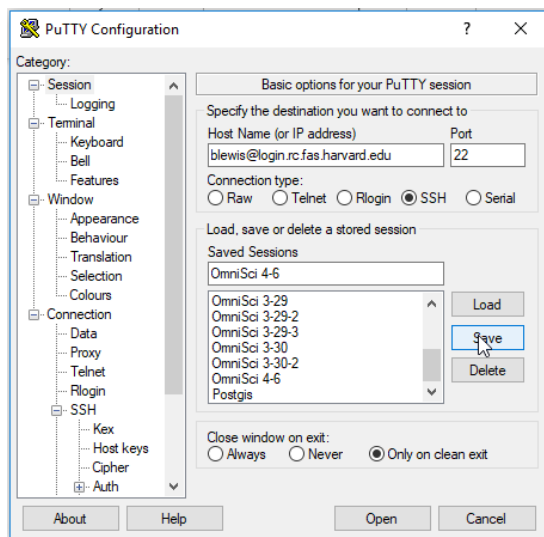 PuTTY Configuration
?
Category:
Session
Logging
Terminal
Keyboard
Bell
Features
Window
Appearance
Behaviour
Translation
Selection
Colours
Connection
Data
Proxy
Telnet
Rlogin
SSH
Kex
Host keys
Cipher
Auth
Basic options for your PuTTY session
Specify the destination you want to connect to
Host Name (or IP address) Port
blewis@login.rc.fas.harvard.edu 22
Connection type:
Raw Telnet Rlogin SSH Serial
Load, save or delete a stored session
Saved Sessions
OmniSci 4-6
OmniSci 3-29
OmniSci 3-29-2
OmniSci 3-29-3
OmniSci 3-30
OmniSci 3-30-2
OmniSci 4-6
Postgis
Load
Save
Delete
Close window on exit:
Always Never Only on clean exit
About Help Open Cancel